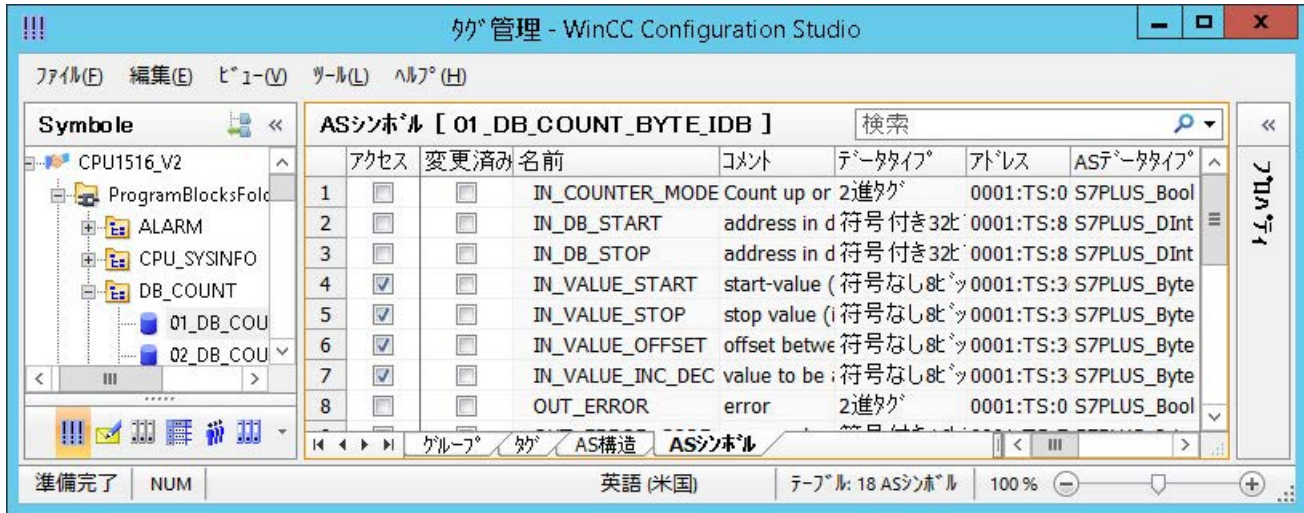 タグ管理 - WinCC Configuration Studio
ファイル(F) 編集(E) ビュー(V) ツール(L) ヘルプ(H)
Symbole
ASシンボル [ 01_DB_COUNT_BYTE_IDB ] 検索
CPU1516_V2
ProgramBlocksFold
ALARM
CPU_SYSINFO
DB_COUNT
01_DB_COU
02_DB_COU
アクセス 変更済み 名前 コメント データタイプ アドレス ASデータタイプ
1 IN_COUNTER_MODE Count up or 2進タグ 0001:TS:0 S7PLUS_Bool
2 IN_DB_START address in d 符号付き32ビ 0001:TS:8 S7PLUS_DInt
3 IN_DB_STOP address in d 符号付き32ビ 0001:TS:8 S7PLUS_DInt
4 IN_VALUE_START start-value ( 符号なし8ビッ 0001:TS:3 S7PLUS_Byte
5 IN_VALUE_STOP stop value (i 符号なし8ビッ 0001:TS:3 S7PLUS_Byte
6 IN_VALUE_OFFSET offset betwe 符号なし8ビッ 0001:TS:3 S7PLUS_Byte
7 IN_VALUE_INC_DEC value to be 符号なし8ビッ 0001:TS:3 S7PLUS_Byte
8 OUT_ERROR error 2進タグ 0001:TS:0 S7PLUS_Bool
プロパティ
グループ タグ AS構造 ASシンボル
準備完了 NUM 英語 (米国) テーブル: 18 ASシンボル 100 %